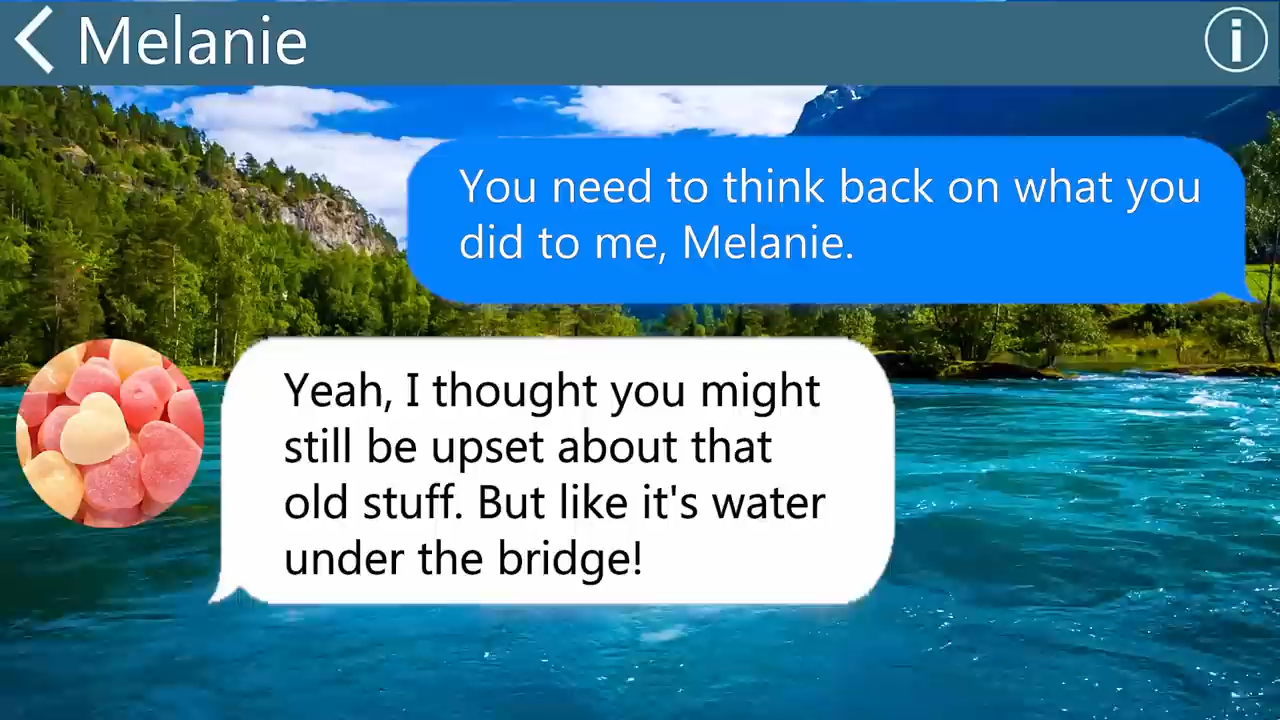 Melanie
You need to think back on what you
did to me, Melanie.
Yeah, I thought you might
still be upset about that
old stuff. But like it's water
under the bridge!